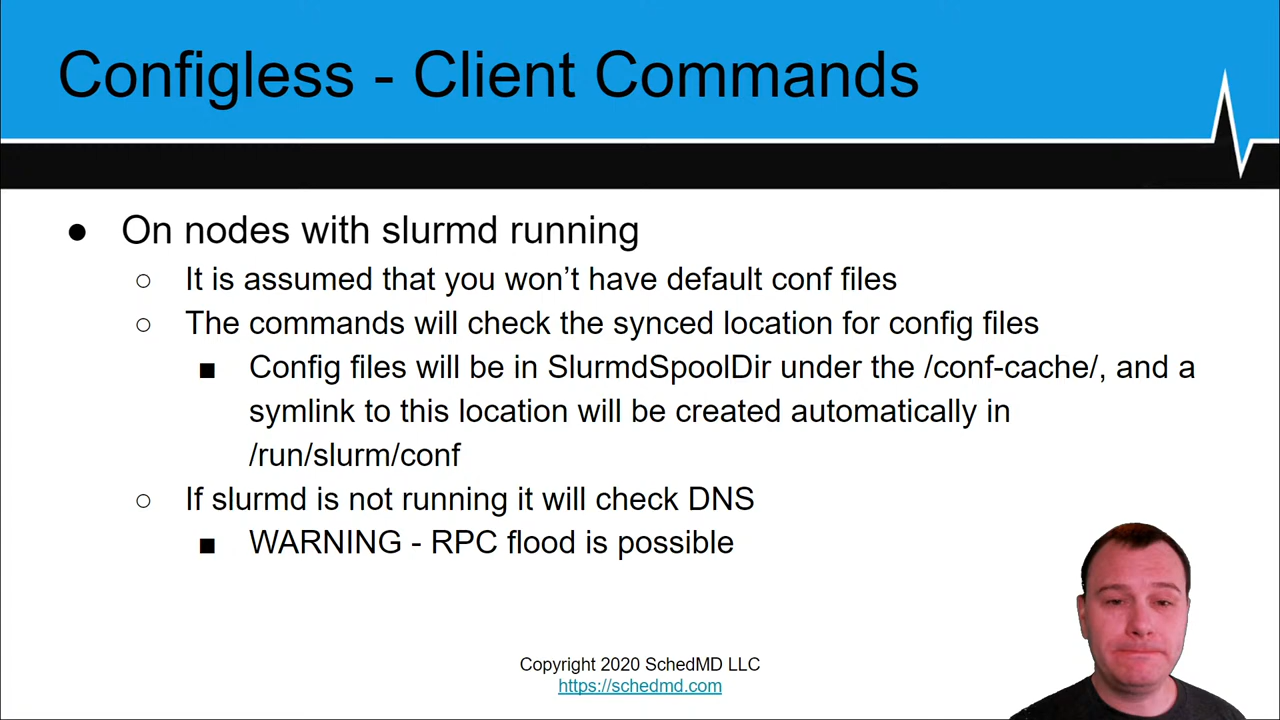 Configless - Client Commands
● On nodes with slurmd running
○ It is assumed that you won’t have default conf files
○ The commands will check the synced location for config files
■ Config files will be in SlurmdSpoolDir under the /conf-cache/, and a
symlink to this location will be created automatically in
/run/slurm/conf
○ If slurmd is not running it will check DNS
■ WARNING - RPC flood is possible
Copyright 2020 SchedMD LLC
https://schedmd.com